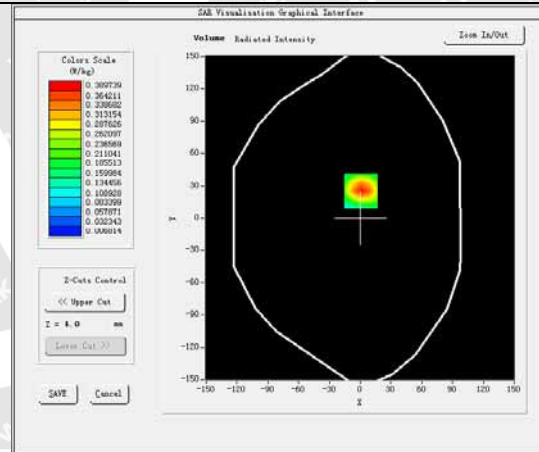 SAR Visualisation Graphical Interface
Volume Radiated Intensity
Zoom In/Out
Colors Scale
(W/kg)
0.389739
0.364211
0.338682
0.313154
0.287626
0.262097
0.236569
0.211041
0.185513
0.159984
0.134456
0.108928
0.083399
0.057871
0.032343
0.006814
150
120
90
60
30
0
-30
-60
-90
-120
-150
Y
-150 -120 -90 -60 -30 0 30 60 90 120 150
X
Z-Cuts Control
<< Upper Cut
Z = 4.0 mm
Lower Cut >>
SAVE Cancel